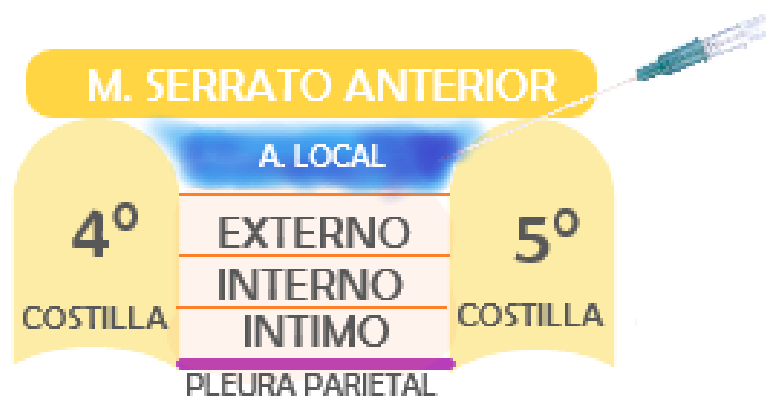 M. SERRATO ANTERIOR
A. LOCAL
4º
COSTILLA
EXTERNO
INTERNO
INTIMO
5º
COSTILLA
PLEURA PARIETAL